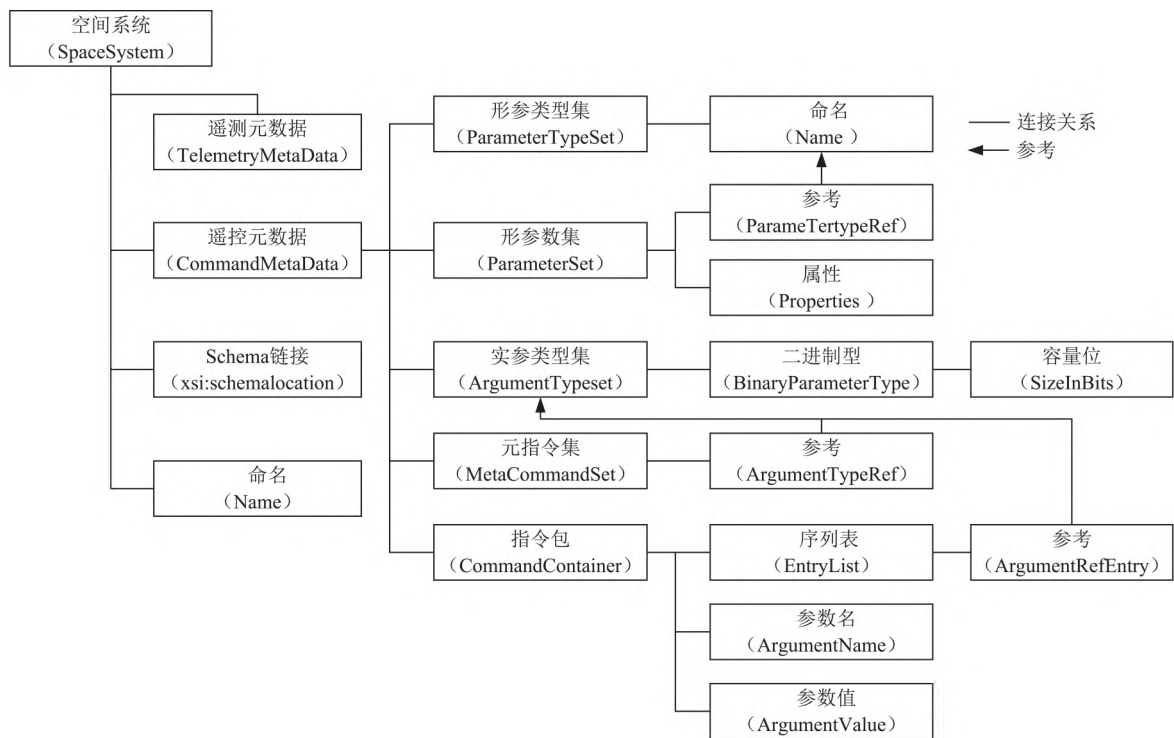 空间系统
（SpaceSystem）
遥测元数据
（TelemetryMetaData）
遥控元数据
（CommandMetaData）
Schema链接
（xsi:schemalocation）
命名
（Name）
形参类型集
（ParameterTypeSet）
命名
（Name ）
形参数集
（ParameterSet）
参考
（ParameTertypeRef）
属性
（Properties ）
实参类型集
（ArgumentTypeset）
二进制型
（BinaryParameterType）
容量位
（SizeInBits）
元指令集
（MetaCommandSet）
参考
（ArgumentTypeRef）
指令包
（CommandContainer）
序列表
（EntryList）
参考
（ArgumentRefEntry）
参数名
（ArgumentName）
参数值
（ArgumentValue）
连接关系
参考